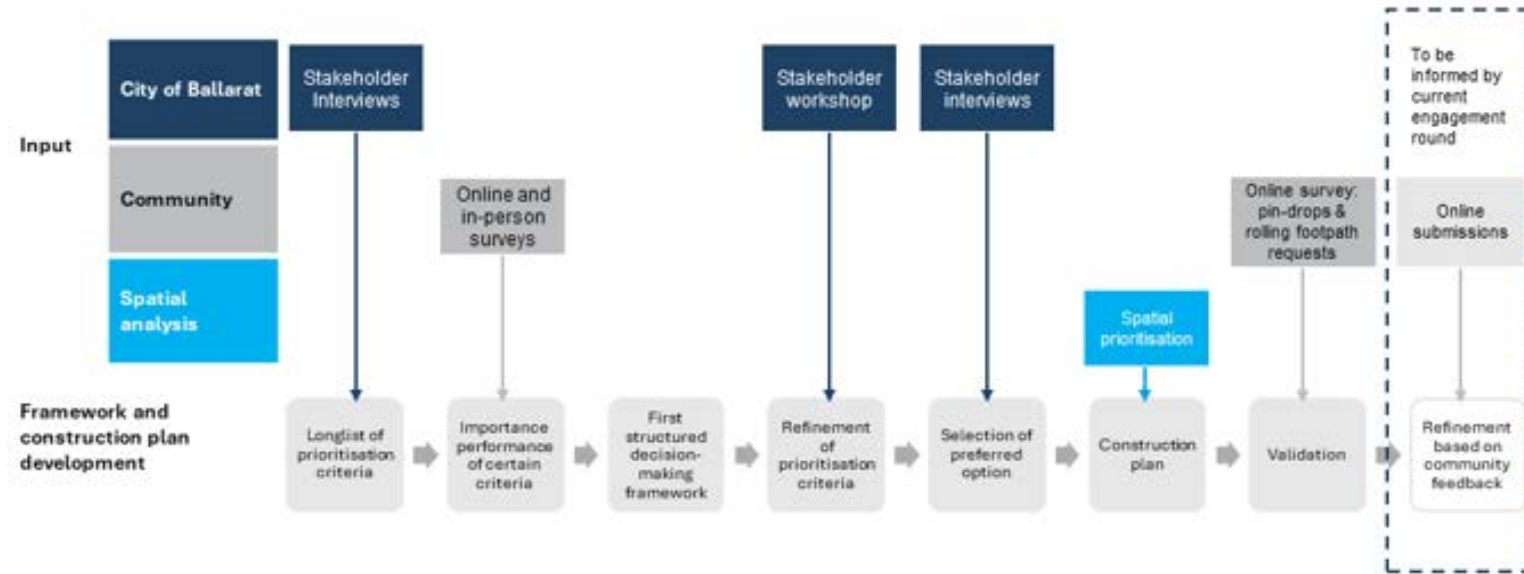 Input
City of Ballarat
Community
Spatial
analysis
Stakeholder
Interviews
Online and
in-person
surveys
Stakeholder
workshop
Stakeholder
interviews
Spatial
prioritisation
Online survey:
pin-drops &
rolling footpath
requests
To be
informed by
current
engagement
round
Online
submissions
Framework and
construction plan
development
Longlist of
prioritisation
criteria
Importance
performance
of certain
criteria
First
structured
decision-
making
framework
Refinement
of
prioritisation
criteria
Selection of
preferred
option
Construction
plan
Validation
Refinement
based on
community
feedback